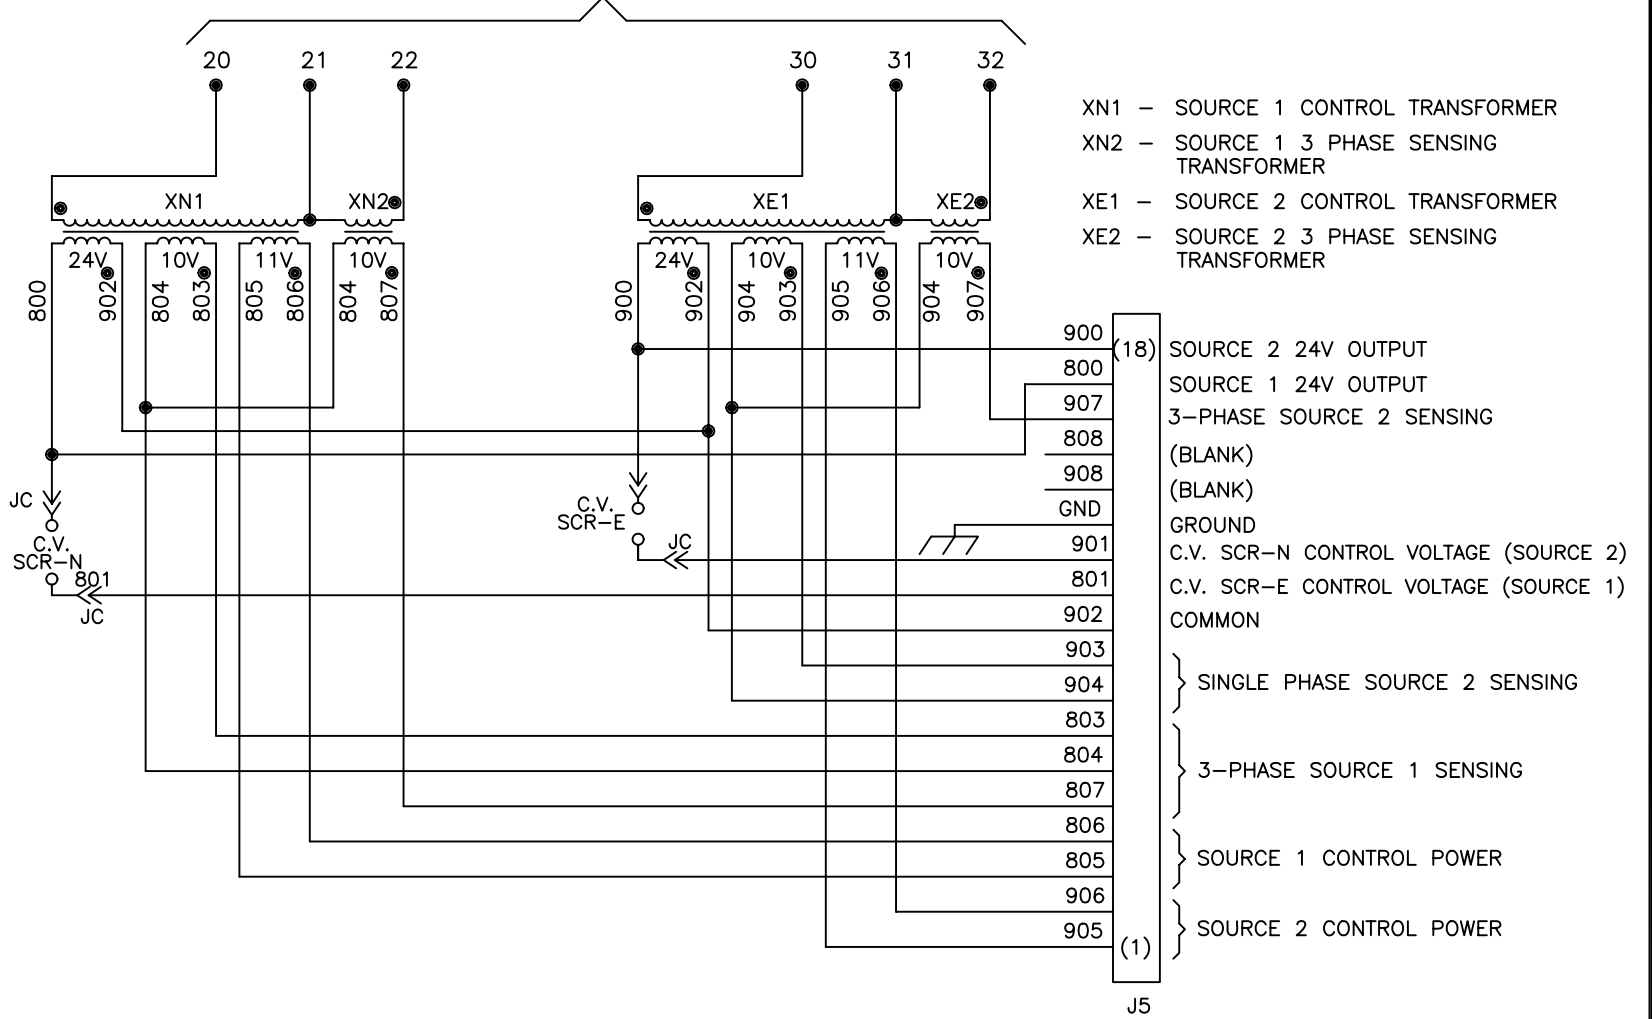 20 21 22 30 31 32
XN1 – SOURCE 1 CONTROL TRANSFORMER
XN2 – SOURCE 1 3 PHASE SENSING
TRANSFORMER
XE1 – SOURCE 2 CONTROL TRANSFORMER
XE2 – SOURCE 2 3 PHASE SENSING
TRANSFORMER
XN1 XN2 XE1 XE2
24V 10V 11V 10V 24V 10V 11V 10V
800 902 804 803 805 806 804 807 900 902 904 903 905 906 904 907
900 (18) SOURCE 2 24V OUTPUT
800 SOURCE 1 24V OUTPUT
907 3–PHASE SOURCE 2 SENSING
808 (BLANK)
908 (BLANK)
JC
C.V.
SCR–N
801
JC
C.V.
SCR–E
JC
GND GROUND
901 C.V. SCR–N CONTROL VOLTAGE (SOURCE 2)
801 C.V. SCR–E CONTROL VOLTAGE (SOURCE 1)
902 COMMON
903
904
SINGLE PHASE SOURCE 2 SENSING
803
804
807
3–PHASE SOURCE 1 SENSING
806
805
SOURCE 1 CONTROL POWER
906
905 (1)
SOURCE 2 CONTROL POWER
J5